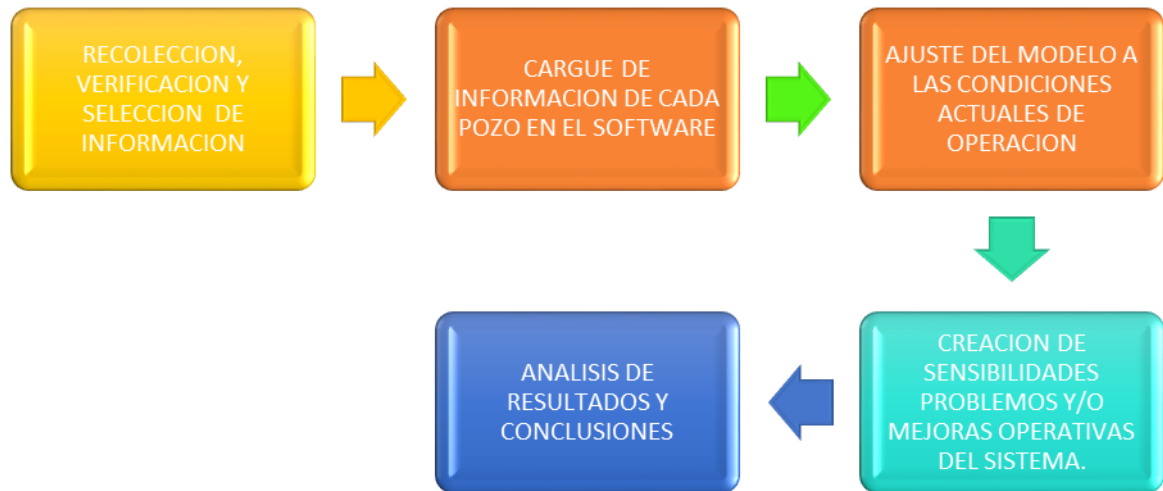 RECOLECCION,
VERIFICACION Y
SELECCION DE
INFORMACION
CARGUE DE
INFORMACION DE CADA
POZO EN EL SOFTWARE
AJUSTE DEL MODELO A
LAS CONDICIONES
ACTUALES DE
OPERACION
CREACION DE
SENSIBILIDADES
PROBLEMOS Y/O
MEJORAS OPERATIVAS
DEL SISTEMA.
ANALISIS DE
RESULTADOS Y
CONCLUSIONES